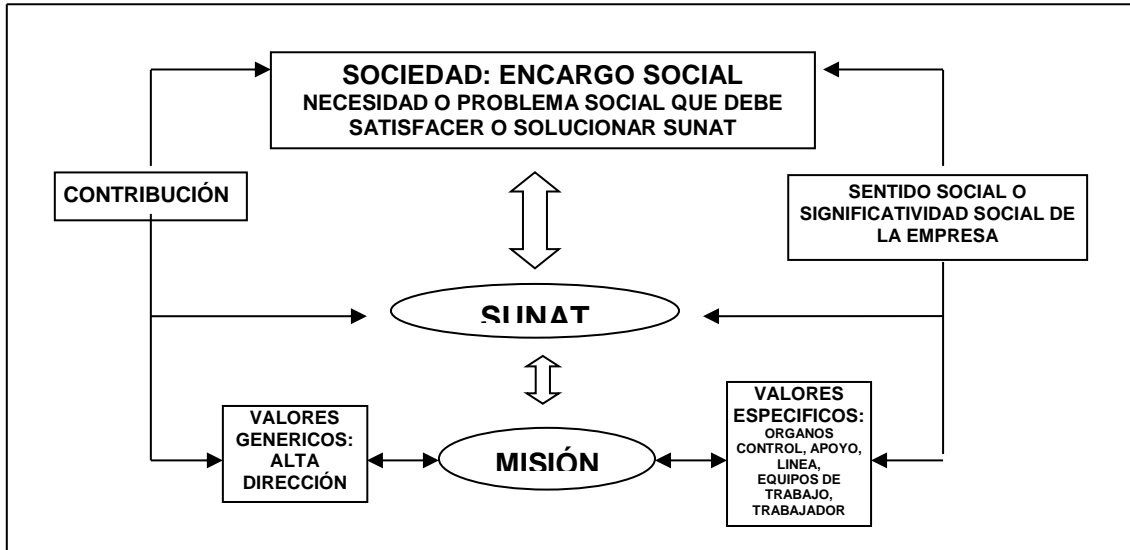 SOCIEDAD: ENCARGO SOCIAL
NECESIDAD O PROBLEMA SOCIAL QUE DEBE
SATISFACER O SOLUCIONAR SUNAT
CONTRIBUCIÓN
SENTIDO SOCIAL O
SIGNIFICATIVIDAD SOCIAL DE
LA EMPRESA
SUNAT
VALORES
GENERICOS:
ALTA
DIRECCIÓN
MISIÓN
VALORES
ESPECIFICOS:
ORGANOS
CONTROL, APOYO,
LINEA,
EQUIPOS DE
TRABAJO,
TRABAJADOR